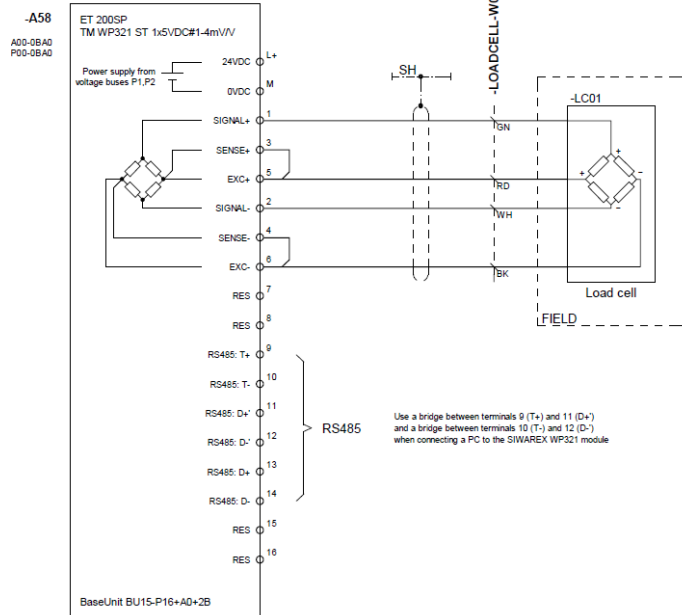 -A58
A00-0BA0
P00-0BA0
ET 200SP
TM WP321 ST 1x5VDC#1-4mV/V
Power supply from
voltage buses P1,P2
24VDC L+
0VDC M
SIGNAL+ 1
SENSE+ 3
EXC+ 5
SIGNAL- 2
SENSE- 4
EXC- 6
RES 7
RES 8
RS485: T+ 9
RS485: T- 10
RS485: D+' 11
RS485: D-' 12
RS485: D+ 13
RS485: D- 14
RES 15
RES 16
BaseUnit BU15-P16+A0+2B
SH
GN
RD
WH
BK
-LC01
+
+ -
-
Load cell
FIELD
RS485
Use a bridge between terminals 9 (T+) and 11 (D+')
and a bridge between terminals 10 (T-) and 12 (D-')
when connecting a PC to the SIWAREX WP321 module